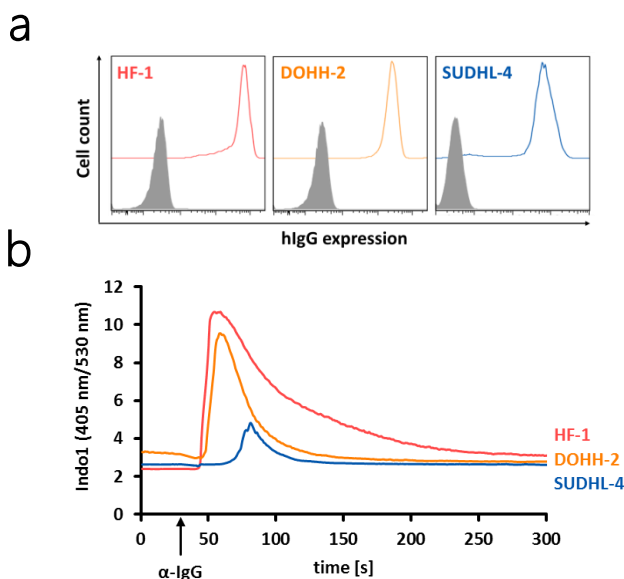 a
HF-1
DOHH-2
SUDHL-4
Cell count
hIgG expression
b
12
10
8
6
4
2
0
Indo1 (405 nm/530 nm)
HF-1
DOHH-2
SUDHL-4
0
50
100
150
200
250
300
α-IgG
time [s]